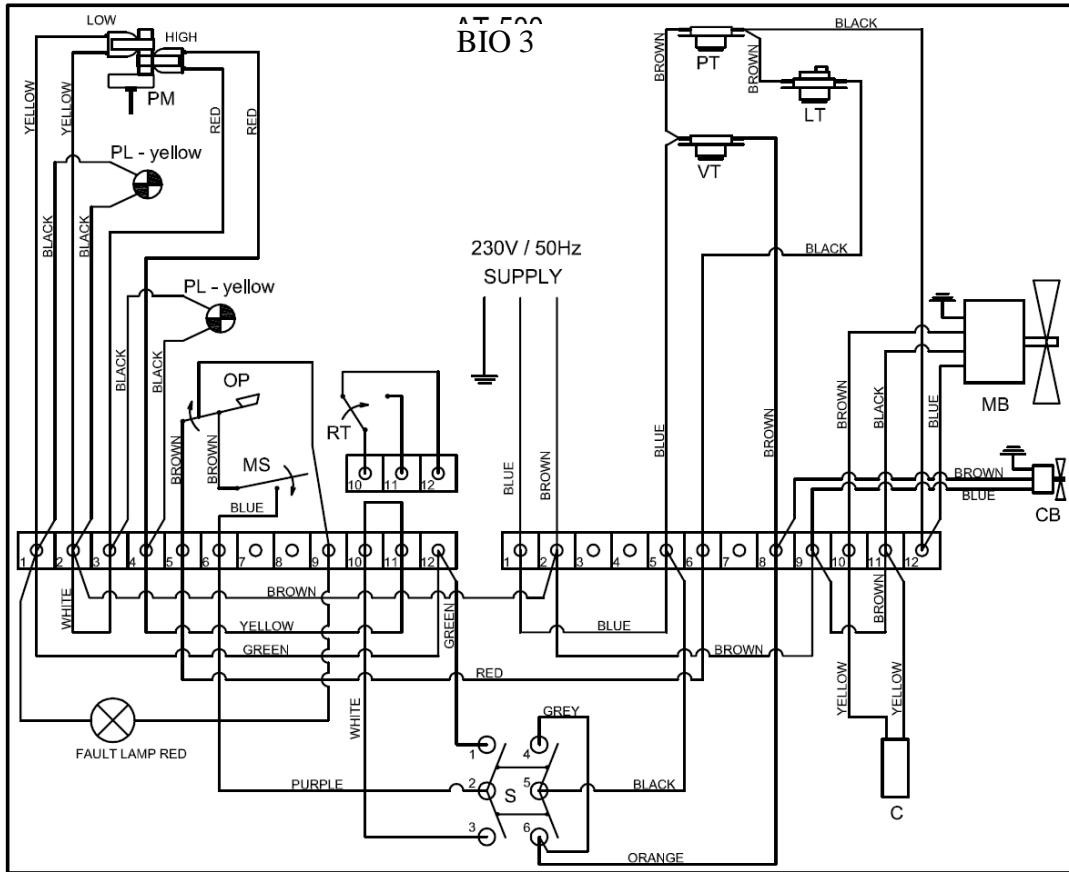 AT 500
BIO 3
LOW
HIGH
PM
YELLOW
YELLOW
RED
RED
PL - yellow
BLACK
BLACK
PL - yellow
BLACK
BLACK
OP
BROWN
BROWN
MS
BLUE
RT
10 11 12
230V / 50Hz
SUPPLY
BLUE
BROWN
BROWN
PT
BLACK
BROWN
LT
VT
BLACK
BLUE
BROWN
BROWN
BLACK
BLUE
MB
BROWN
BLUE
CB
1 2 3 4 5 6 7 8 9 10 11 12
1 2 3 4 5 6 7 8 9 10 11 12
WHITE
BROWN
YELLOW
GREEN
GREEN
BLUE
BROWN
BROWN
RED
WHITE
YELLOW
YELLOW
FAULT LAMP RED
PURPLE
GREY
1 4
2 S 5
3 6
BLACK
ORANGE
C